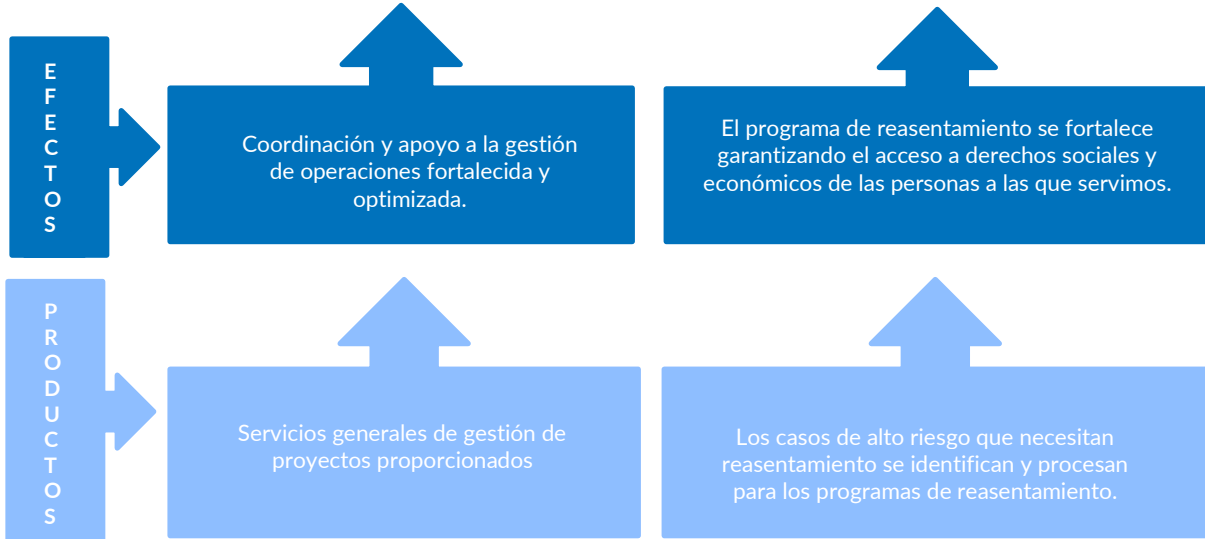 EFECTOS
Coordinación y apoyo a la gestión
de operaciones fortalecida y
optimizada.
El programa de reasentamiento se fortalece
garantizando el acceso a derechos sociales y
económicos de las personas a las que servimos.
PRODUCTOS
Servicios generales de gestión de
proyectos proporcionados
Los casos de alto riesgo que necesitan
reasentamiento se identifican y procesan
para los programas de reasentamiento.